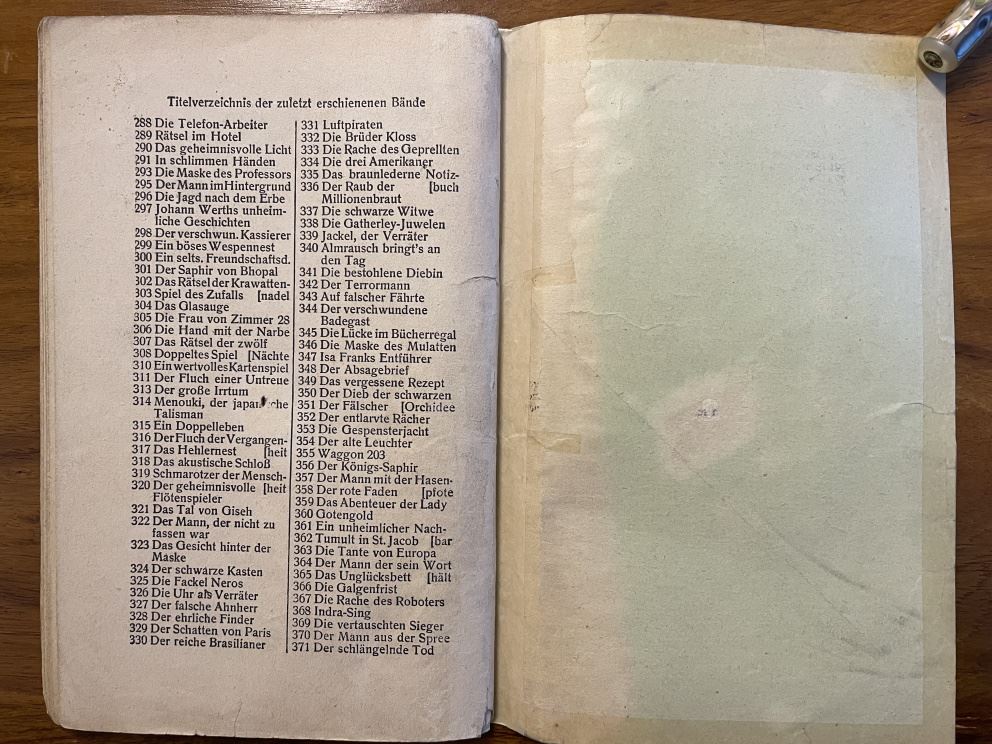 Titelverzeichnis der zuletzt erschienenen Bände
288 Die Telefon-Arbeiter
289 Rätsel im Hotel
290 Das geheimnisvolle Licht
291 In schlimmen Händen
293 Die Maske des Professors
295 Der Mann im Hintergrund
296 Die Jagd nach dem Erbe
297 Johann Werths unheim-
liche Geschichten
298 Der verschwun. Kassierer
299 Ein böses Wespennest
300 Ein selts. Freundschaftsd.
301 Der Saphir von Bhopal
302 Das Rätsel der Krawatten-
303 Spiel des Zufalls [nadel
304 Das Glasauge
305 Die Frau von Zimmer 28
306 Die Hand mit der Narbe
307 Das Rätsel der zwölf
308 Doppeltes Spiel [Nächte
310 Ein wertvolles Kartenspiel
311 Der Fluch einer Untreue
313 Der große Irrtum
314 Menouki, der japanische
Talisman
315 Ein Doppelleben
316 Der Fluch der Vergangen-
317 Das Hehlernest [heit
318 Das akustische Schloß
319 Schmarotzer der Mensch-
320 Der geheimnisvolle [heit
Flötenspieler
321 Das Tal von Giseh
322 Der Mann, der nicht zu
fassen war
323 Das Gesicht hinter der
Maske
324 Der schwarze Kasten
325 Die Fackel Neros
326 Die Uhr als Verräter
327 Der falsche Ahnherr
328 Der ehrliche Finder
329 Der Schatten von Paris
330 Der reiche Brasilianer
331 Luftpiraten
332 Die Brüder Kloss
333 Die Rache des Geprellten
334 Die drei Amerikaner
335 Das braunlederne Notiz-
336 Der Raub der [buch
Millionenbraut
337 Die schwarze Witwe
338 Die Gatherley-Juwelen
339 Jackel, der Verräter
340 Almrausch bringt's an
den Tag
341 Die bestohlene Diebin
342 Der Terrormann
343 Auf falscher Fährte
344 Der verschwundene
Badegast
345 Die Lücke im Bücherregal
346 Die Maske des Mulatten
347 Isa Franks Entführer
348 Der Absagebrief
349 Das vergessene Rezept
350 Der Dieb der schwarzen
351 Der Fälscher [Orchidee
352 Der entlarvte Rächer
353 Die Gespensterjacht
354 Der alte Leuchter
355 Waggon 203
356 Der Königs-Saphir
357 Der Mann mit der Hasen-
358 Der rote Faden [pfote
359 Das Abenteuer der Lady
360 Gotengold
361 Ein unheimlicher Nach-
362 Tumult in St. Jacob [bar
363 Die Tante von Europa
364 Der Mann der sein Wort
365 Das Unglücksbett [hält
366 Die Galgenfrist
367 Die Rache des Roboters
368 Indra-Sing
369 Die vertauschten Sieger
370 Der Mann aus der Spree
371 Der schlängelnde Tod